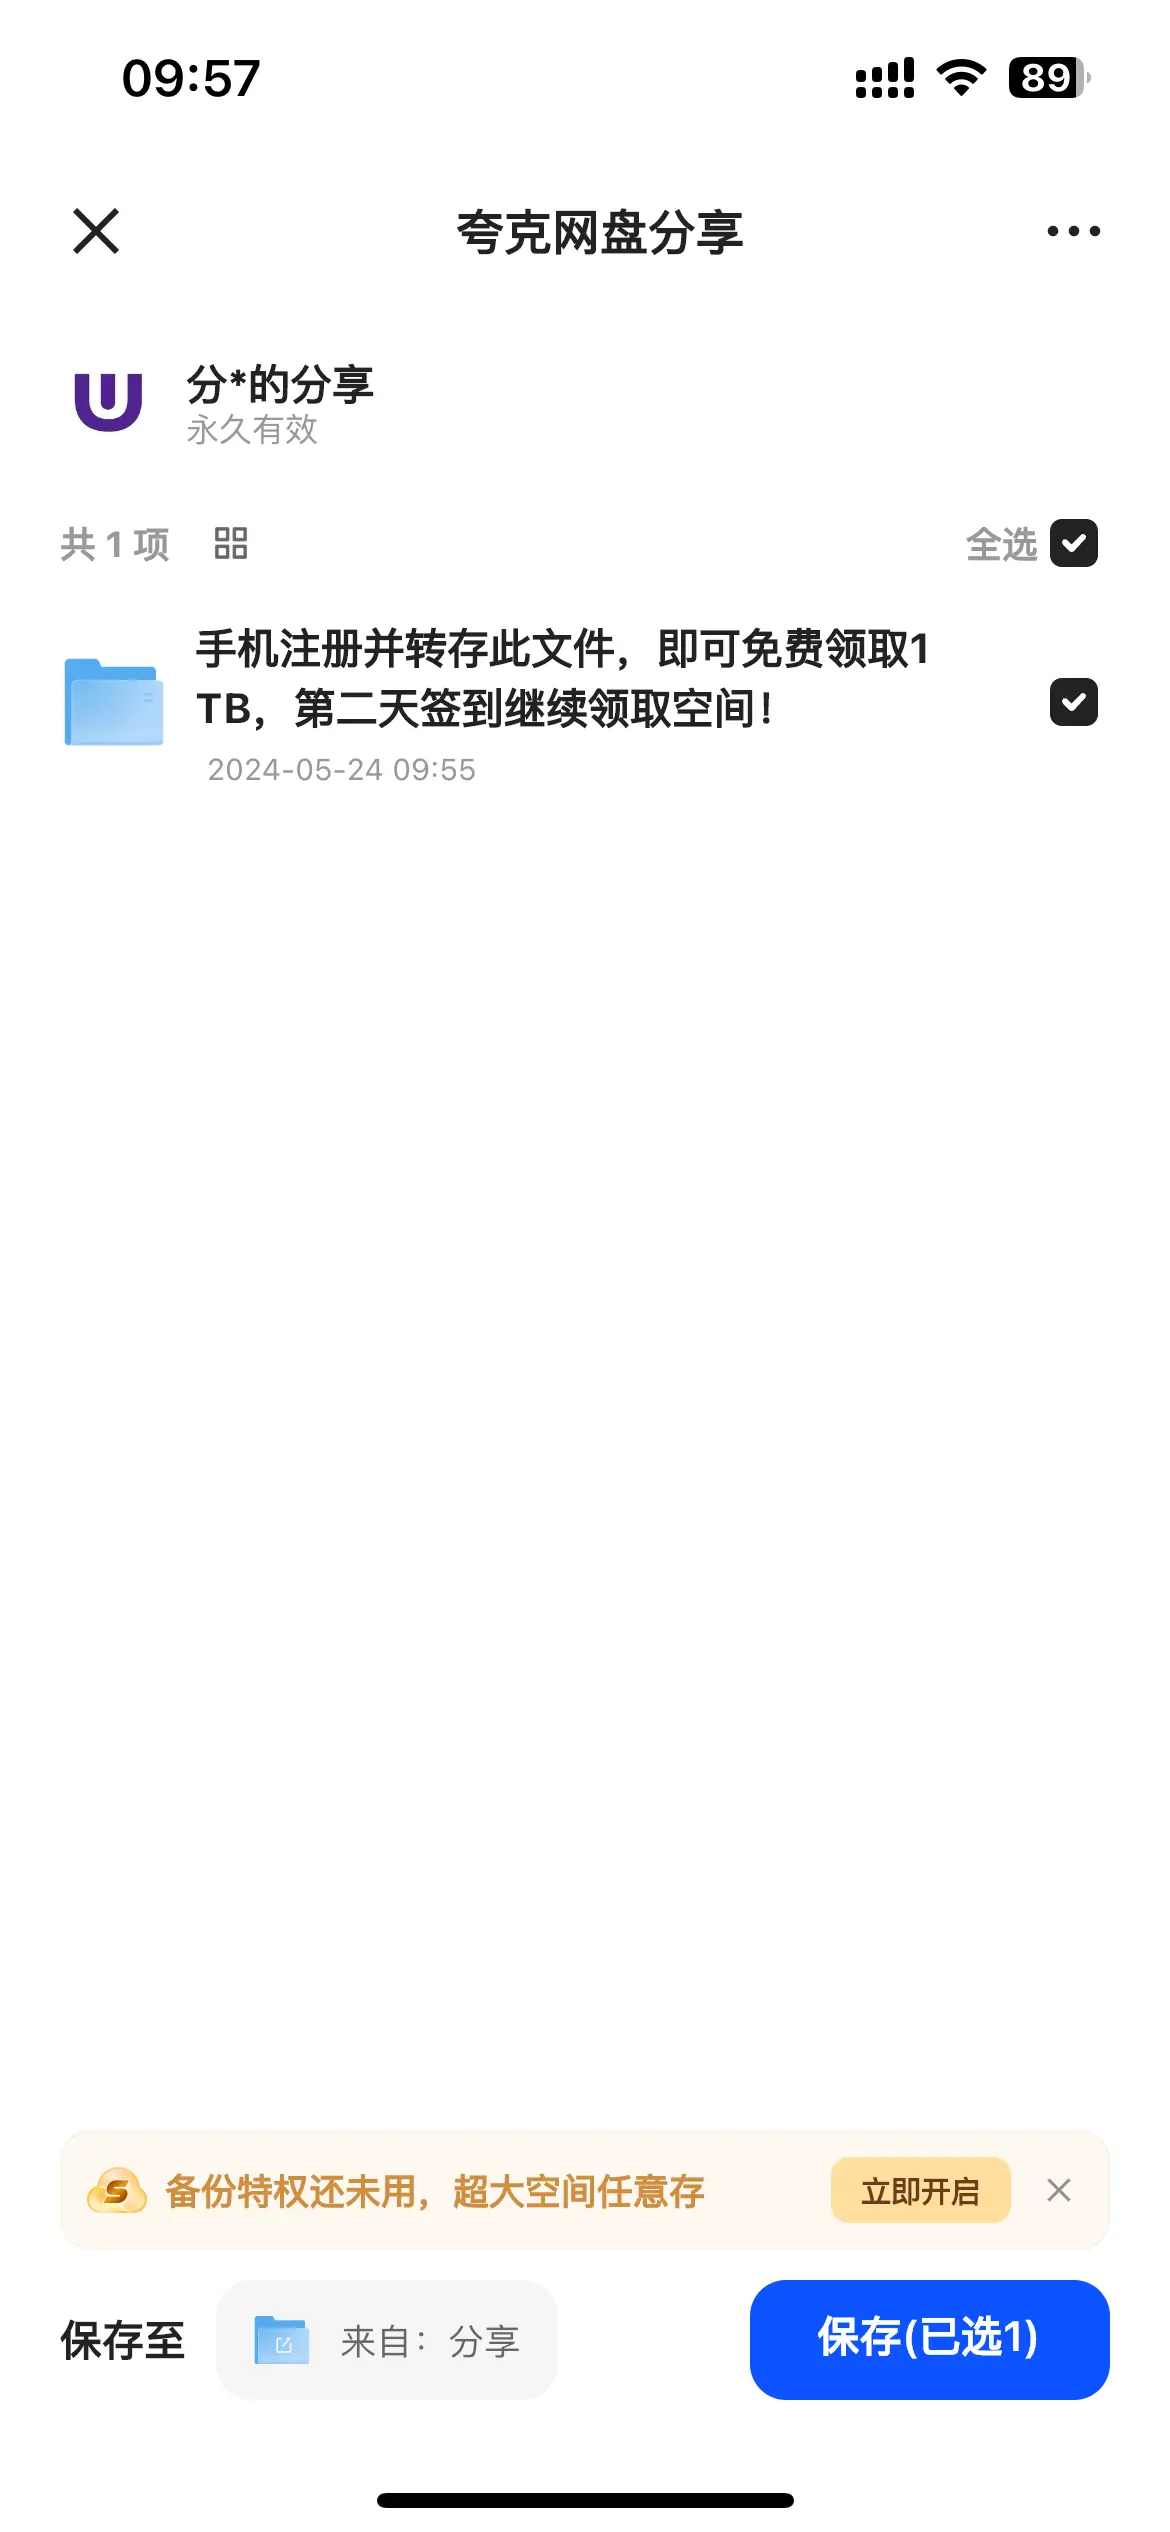 09:57
89
夸克网盘分享
分*的分享
永久有效
共 1 项
全选
手机注册并转存此文件，即可免费领取1
TB，第二天签到继续领取空间！
2024-05-24 09:55
备份特权还未用，超大空间任意存
立即开启
保存至
来自：分享
保存(已选1)